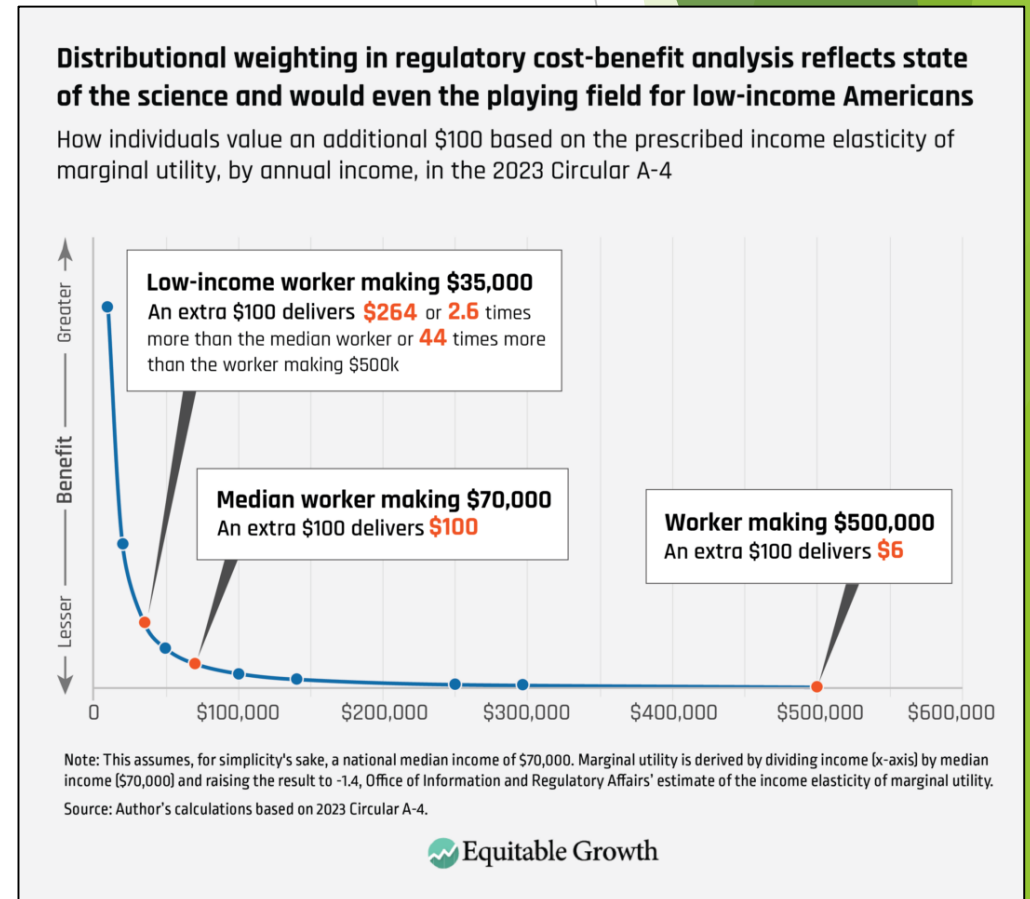 Distributional weighting in regulatory cost-benefit analysis reflects state
of the science and would even the playing field for low-income Americans
How individuals value an additional $100 based on the prescribed income elasticity of
marginal utility, by annual income, in the 2023 Circular A-4
Greater
Benefit
Lesser
Low-income worker making $35,000
An extra $100 delivers $264 or 2.6 times
more than the median worker or 44 times more
than the worker making $500k
Median worker making $70,000
An extra $100 delivers $100
Worker making $500,000
An extra $100 delivers $6
0 $100,000 $200,000 $300,000 $400,000 $500,000 $600,000
Note: This assumes, for simplicity's sake, a national median income of $70,000. Marginal utility is derived by dividing income (x-axis) by median
income ($70,000) and raising the result to -1.4, Office of Information and Regulatory Affairs' estimate of the income elasticity of marginal utility.
Source: Author's calculations based on 2023 Circular A-4.
Equitable Growth